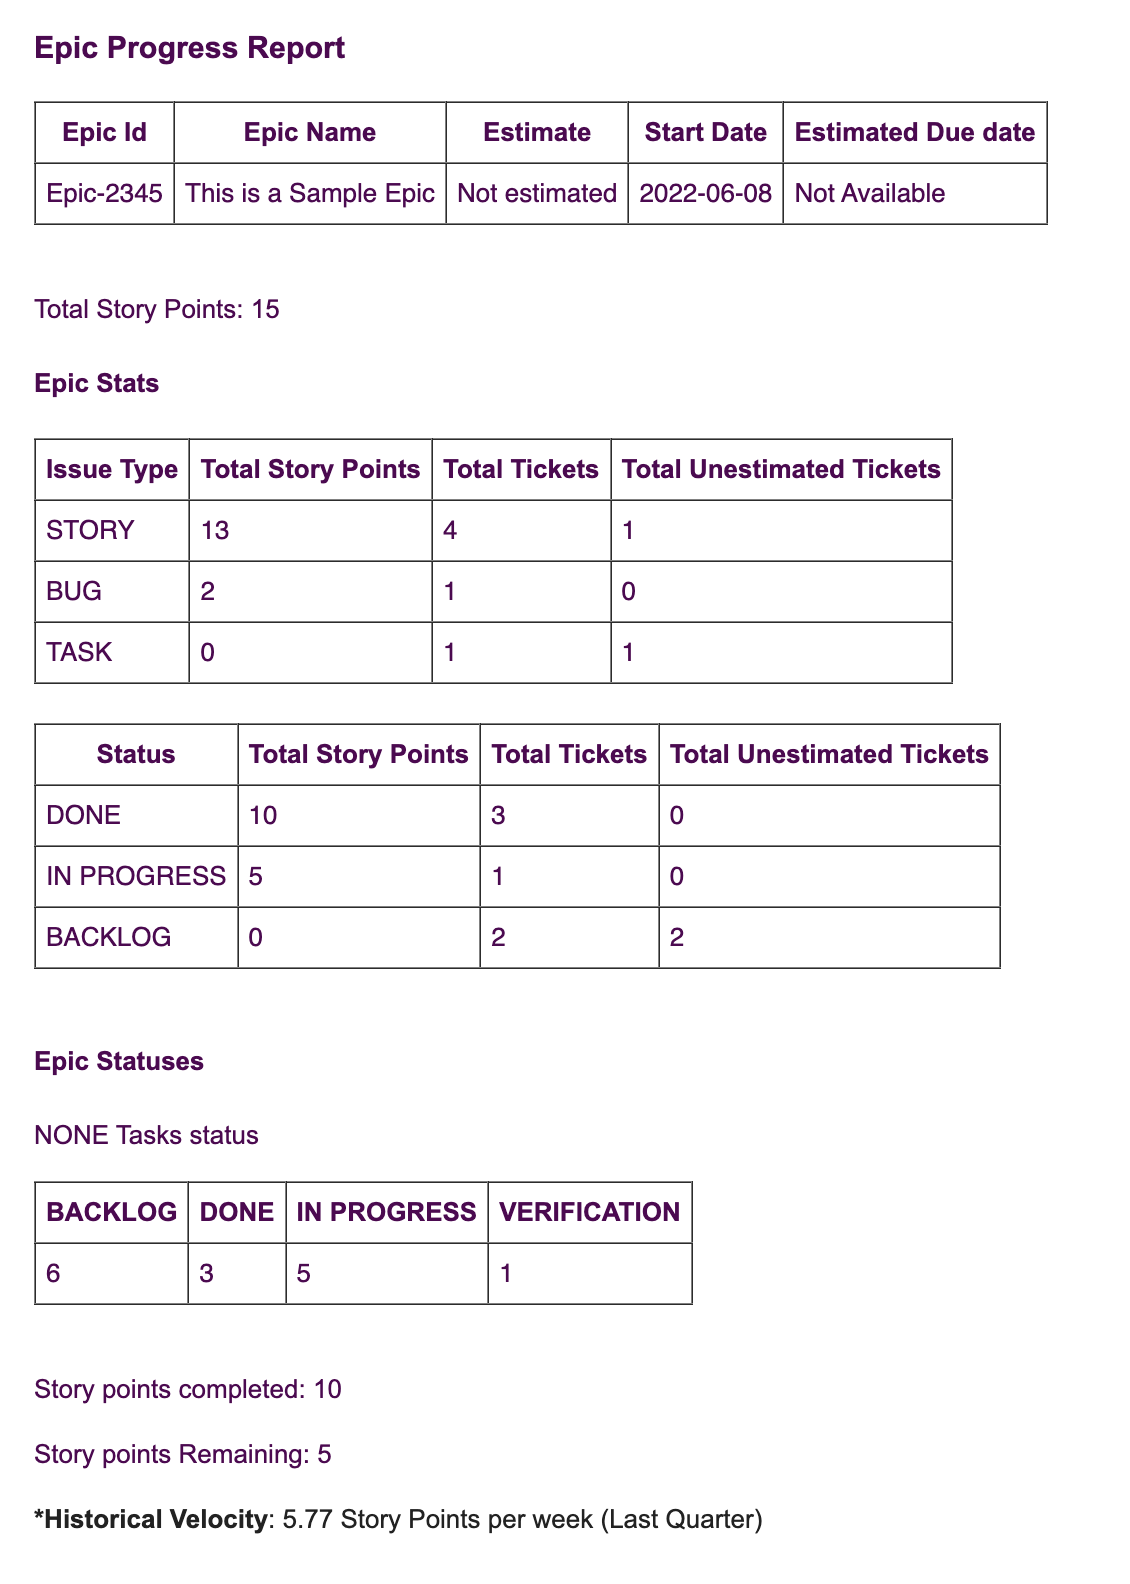 Epic Progress Report
Epic Id Epic Name Estimate Start Date Estimated Due date
Epic-2345 This is a Sample Epic Not estimated 2022-06-08 Not Available
Total Story Points: 15
Epic Stats
Issue Type Total Story Points Total Tickets Total Unestimated Tickets
STORY 13 4 1
BUG 2 1 0
TASK 0 1 1
Status Total Story Points Total Tickets Total Unestimated Tickets
DONE 10 3 0
IN PROGRESS 5 1 0
BACKLOG 0 2 2
Epic Statuses
NONE Tasks status
BACKLOG DONE IN PROGRESS VERIFICATION
6 3 5 1
Story points completed: 10
Story points Remaining: 5
*Historical Velocity: 5.77 Story Points per week (Last Quarter)